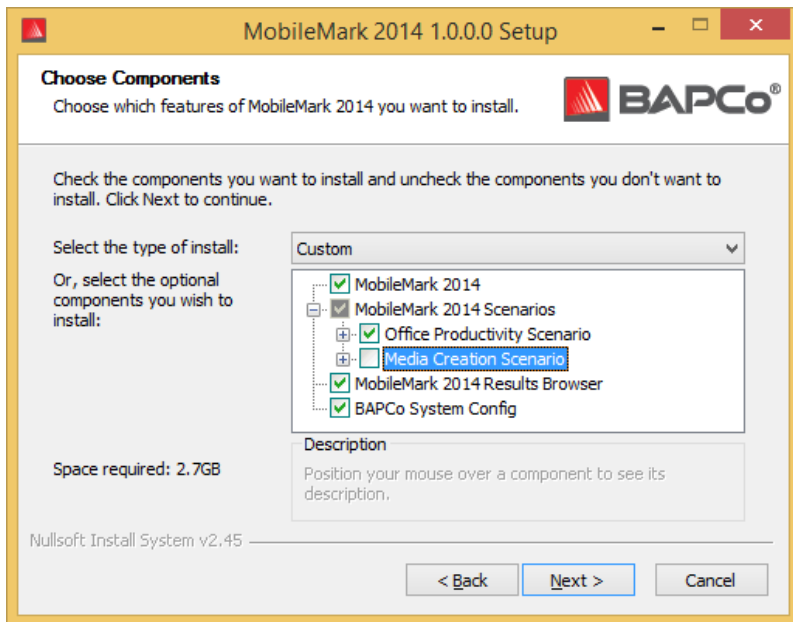 MobileMark 2014 1.0.0.0 Setup
Choose Components
Choose which features of MobileMark 2014 you want to install.
BAPCo®
Check the components you want to install and uncheck the components you don't want to
install. Click Next to continue.
Select the type of install:
Custom
Or, select the optional
components you wish to
install:
MobileMark 2014
MobileMark 2014 Scenarios
Office Productivity Scenario
Media Creation Scenario
MobileMark 2014 Results Browser
BAPCo System Config
Space required: 2.7GB
Description
Position your mouse over a component to see its
description.
Nullsoft Install System v2.45
< Back
Next >
Cancel